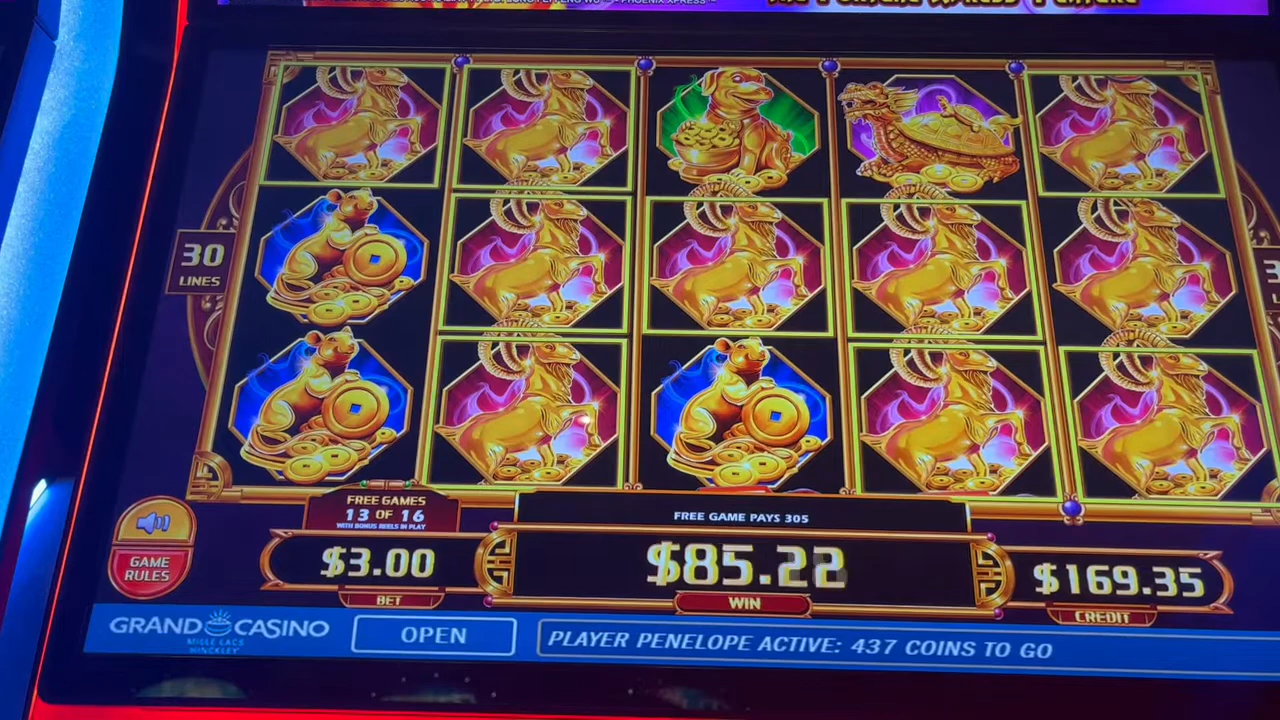 PHOENIX XPRESS™
30
LINES
FREE GAMES
13 OF 16
WITH BONUS REELS IN PLAY
FREE GAME PAYS 305
$3.00
BET
$85.22
WIN
$169.35
CREDIT
GAME
RULES
GRAND CASINO
MILLE LACS
HINCKLEY
OPEN
PLAYER PENELOPE ACTIVE: 437 COINS TO GO